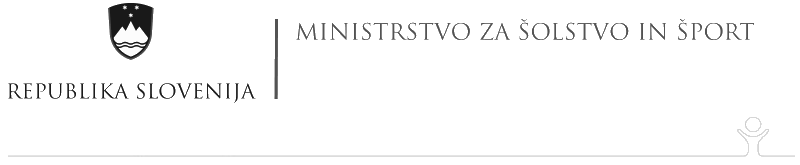 MINISTRSTVO ZA ŠOLSTVO IN ŠPORT
REPUBLIKA SLOVENIJA